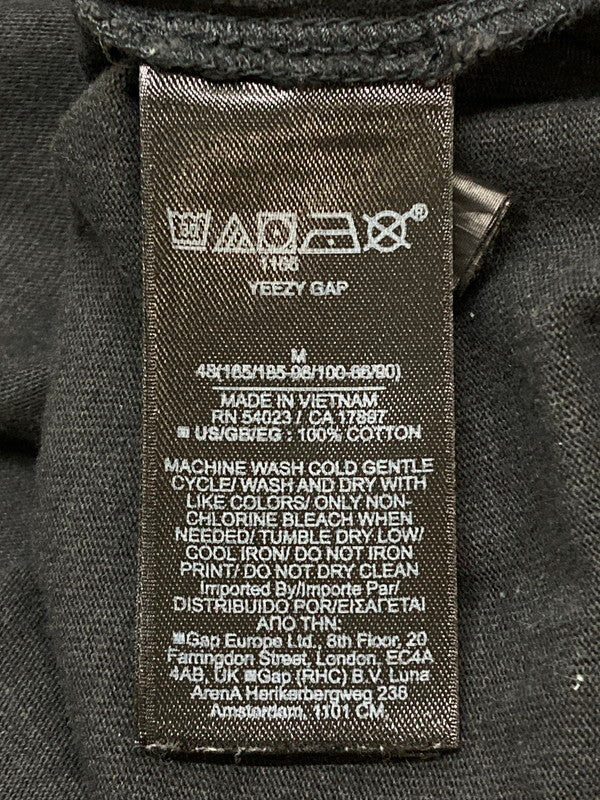 30
®
1166
YEEZY GAP
M
48(165/185-96/100-86/90)
MADE IN VIETNAM
RN 54023 / CA 17897
US/GB/EG : 100% COTTON
MACHINE WASH COLD GENTLE
CYCLE/ WASH AND DRY WITH
LIKE COLORS/ ONLY NON-
CHLORINE BLEACH WHEN
NEEDED/ TUMBLE DRY LOW/
COOL IRON/ DO NOT IRON
PRINT/ DO NOT DRY CLEAN
Imported By/Importe Par/
DISTRIBUIDO POR/ΕΙΣΑΓΕΤΑΙ
ΑΠΟ ΤΗΝ:
Gap Europe Ltd., 8th Floor, 20
Farringdon Street, London, EC4A
4AB, UK Gap (RHC) B.V. Luna
ArenA Herikerbergweg 238
Amsterdam, 1101 CM